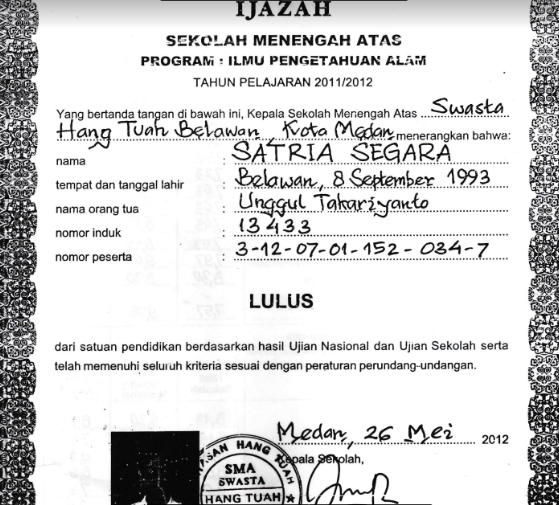 IJAZAH
SEKOLAH MENENGAH ATAS
PROGRAM : ILMU PENGETAHUAN ALAM
TAHUN PELAJARAN 2011/2012
Yang bertanda tangan di bawah ini, Kepala Sekolah Menengah Atas Swasta
Hang Tuah Belawan, Kota Medan menerangkan bahwa:
nama : SATRIA SEGARA
tempat dan tanggal lahir : Belawan, 8 September 1993
nama orang tua : Unggul Takariyanto
nomor induk : 13433
nomor peserta : 3-12-07-01-152-034-7
LULUS
dari satuan pendidikan berdasarkan hasil Ujian Nasional dan Ujian Sekolah serta
telah memenuhi seluruh kriteria sesuai dengan peraturan perundang-undangan.
Medan, 26 Mei 2012
Kepala Sekolah,
HANG TUAH
SMA
SWASTA
HANG TUAH